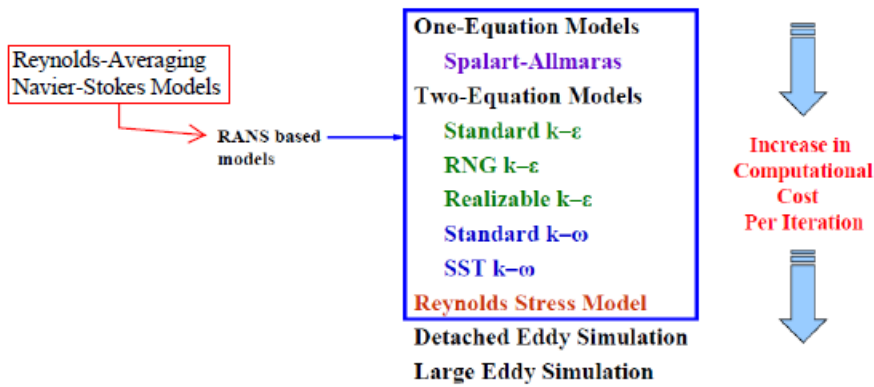 Reynolds-Averaging
Navier-Stokes Models
RANS based
models
One-Equation Models
Spalart-Allmaras
Two-Equation Models
Standard k–ε
RNG k–ε
Realizable k–ε
Standard k–ω
SST k–ω
Reynolds Stress Model
Detached Eddy Simulation
Large Eddy Simulation
Increase in
Computational
Cost
Per Iteration